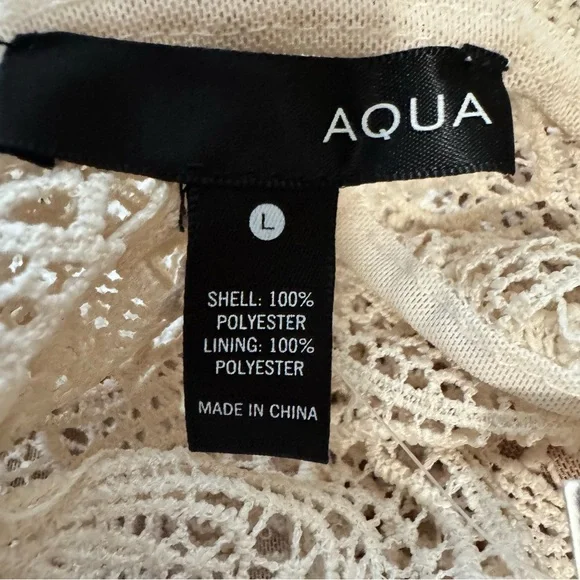 AQUA
L
SHELL: 100%
POLYESTER
LINING: 100%
POLYESTER
MADE IN CHINA